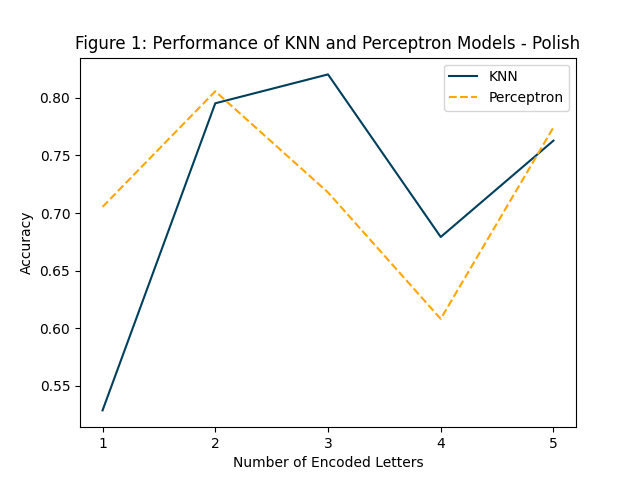 Figure 1: Performance of KNN and Perceptron Models - Polish
KNN
Perceptron
Accuracy
0.80
0.75
0.70
0.65
0.60
0.55
1 2 3 4 5
Number of Encoded Letters